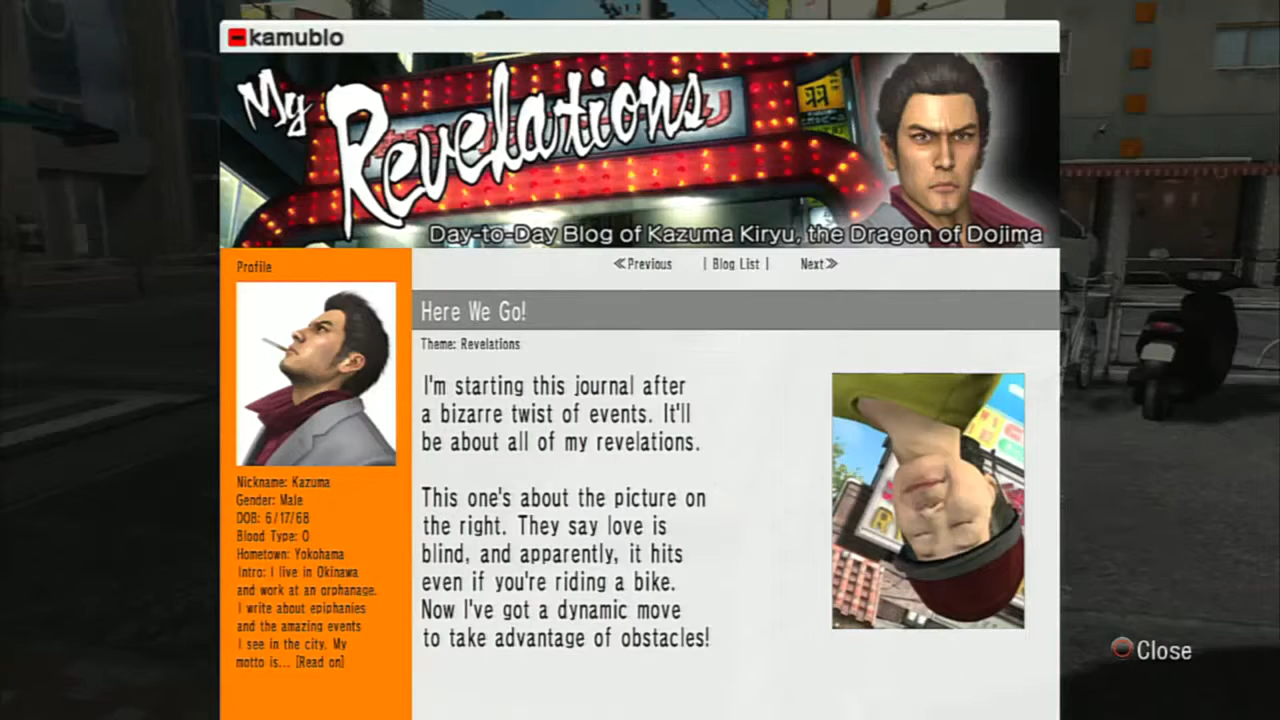 kamublo
My Revelations
Day-to-Day Blog of Kazuma Kiryu, the Dragon of Dojima
Profile
≪Previous | Blog List | Next≫
Here We Go!
Theme: Revelations
I'm starting this journal after
a bizarre twist of events. It'll
be about all of my revelations.
This one's about the picture on
the right. They say love is
blind, and apparently, it hits
even if you're riding a bike.
Now I've got a dynamic move
to take advantage of obstacles!
Nickname: Kazuma
Gender: Male
DOB: 6/17/68
Blood Type: O
Hometown: Yokohama
Intro: I live in Okinawa
and work at an orphanage.
I write about epiphanies
and the amazing events
I see in the city. My
motto is... [Read on]
Close